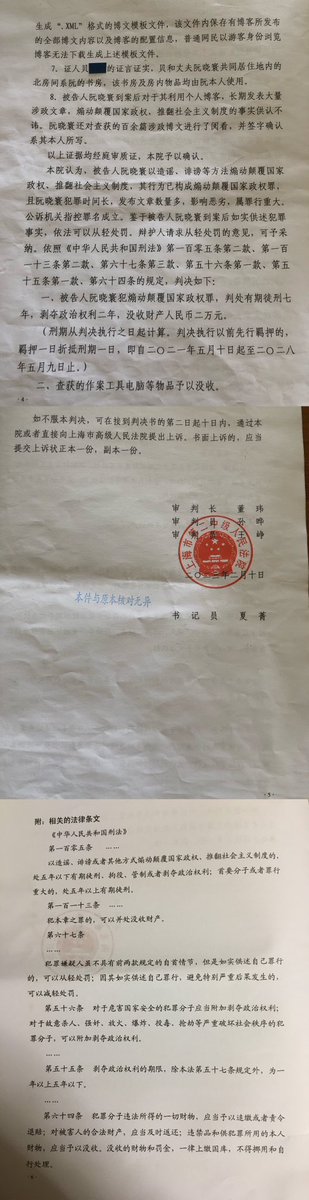 生成“.XML”格式的博文模板文件，该文件内保存有博客所发布
的全部博文内容以及博客的配置信息，普通网民以游客身份浏览
博客无法下载生成上述模板文件。
7．证人贝 的证言证实，贝和丈夫阮晓寰共同居住地内的
北房间系阮的书房，该书房及房内物品均由阮本人使用。
8．被告人阮晓寰到案后对于其利用个人博客，长期发表大量
涉政文章，煽动颠覆国家政权、推翻社会主义制度的事实供认不
讳。阮晓寰还对查获的百余篇涉政博文进行了阅看，并签字确认
系其本人所写。
以上证据均经庭审质证，本院予以确认。
本院认为，被告人阮晓寰以造谣、诽谤等方法煽动颠覆国家
政权、推翻社会主义制度，其行为已构成煽动颠覆国家政权罪，
且阮晓寰犯罪时间长，发布文章数量多，影响恶劣，属罪行重大。
公诉机关指控罪名成立。鉴于被告人阮晓寰到案后如实供述犯罪
事实，依法可以从轻处罚。辩护人请求从轻处罚的意见，可予采
纳。依照《中华人民共和国刑法》第一百零五条第二款、第一百
一十三条第二款、第六十七条第三款、第五十六条第一款、第五
十五条第一款、第六十四条的规定，判决如下：
一、被告人阮晓寰犯煽动颠覆国家政权罪，判处有期徒刑七
年，剥夺政治权利二年，没收财产人民币二万元。
（刑期从判决执行之日起计算。判决执行以前先行羁押的，
羁押一日折抵刑期一日，即自二〇二一年五月十日起至二〇二八
年五月九日止。）
二、查获的作案工具电脑等物品予以没收。
· 4 ·
如不服本判决，可在接到判决书的第二日起十日内，通过本
院或者直接向上海市高级人民法院提出上诉。书面上诉的，应当
提交上诉状正本一份，副本一份。
审 判 长 董 玮
审 判 员 孙 晔
审 判 员 王 峥
上海市第二中级人民法院
二〇二三年二月十日
本件与原本核对无异
书 记 员 夏 菁
· 5 ·
附：相关的法律条文
《中华人民共和国刑法》
第一百零五条 ……
以造谣、诽谤或者其他方式煽动颠覆国家政权、推翻社会主义制度的，
处五年以下有期徒刑、拘役、管制或者剥夺政治权利；首要分子或者罪行
重大的，处五年以上有期徒刑。
第一百一十三条 ……
犯本章之罪的，可以并处没收财产。
第六十七条
……
犯罪嫌疑人虽不具有前两款规定的自首情节，但是如实供述自己罪行
的，可以从轻处罚；因其如实供述自己罪行，避免特别严重后果发生的，
可以减轻处罚。
第五十六条 对于危害国家安全的犯罪分子应当附加剥夺政治权利；
对于故意杀人、强奸、放火、爆炸、投毒、抢劫等严重破坏社会秩序的犯
罪分子，可以附加剥夺政治权利。
……
第五十五条 剥夺政治权利的期限，除本法第五十七条规定外，为一
年以上五年以下。
……
第六十四条 犯罪分子违法所得的一切财物，应当予以追缴或者责令
退赔；对被害人的合法财产，应当及时返还；违禁品和供犯罪所用的本人
财物，应当予以没收。没收的财物和罚金，一律上缴国库，不得挪用和自
行处理。
· 6 ·